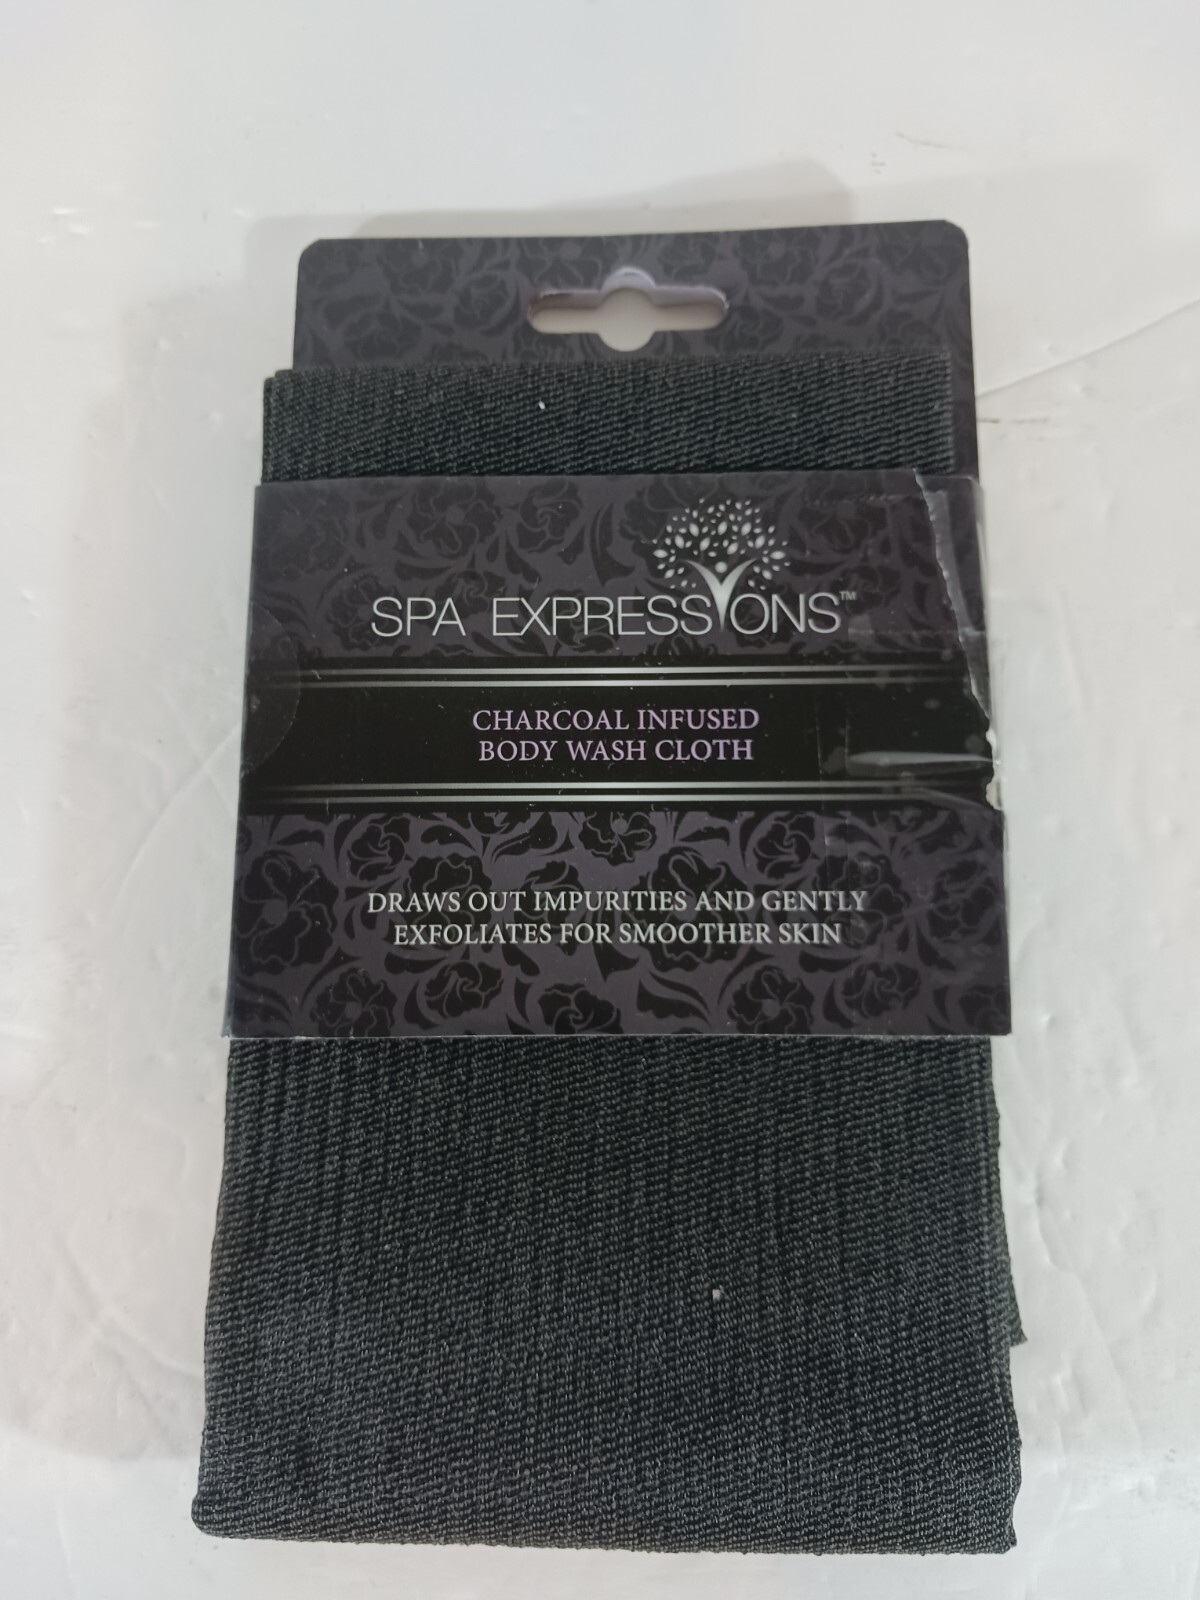 SPA EXPRESSIONS™
CHARCOAL INFUSED
BODY WASH CLOTH
DRAWS OUT IMPURITIES AND GENTLY
EXFOLIATES FOR SMOOTHER SKIN